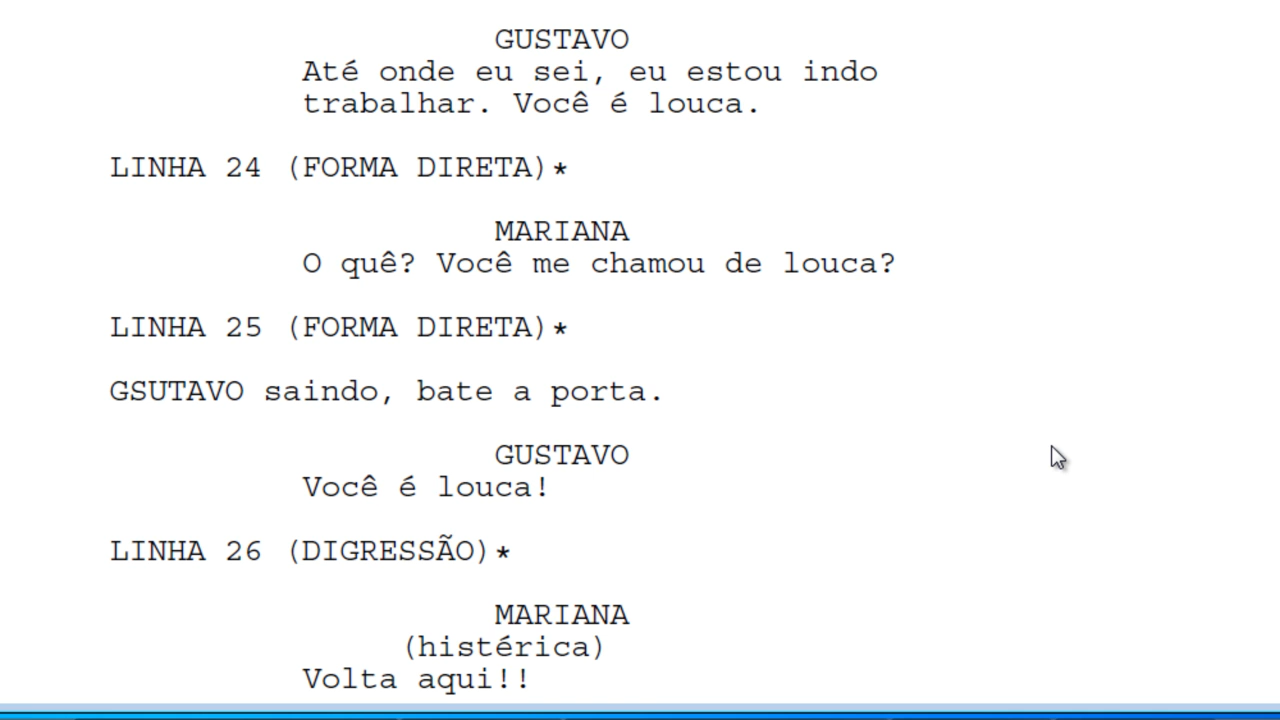 GUSTAVO
Até onde eu sei, eu estou indo
trabalhar. Você é louca.
LINHA 24 (FORMA DIRETA)*
MARIANA
O quê? Você me chamou de louca?
LINHA 25 (FORMA DIRETA)*
GSUTAVO saindo, bate a porta.
GUSTAVO
Você é louca!
LINHA 26 (DIGRESSÃO)*
MARIANA
(histérica)
Volta aqui!!